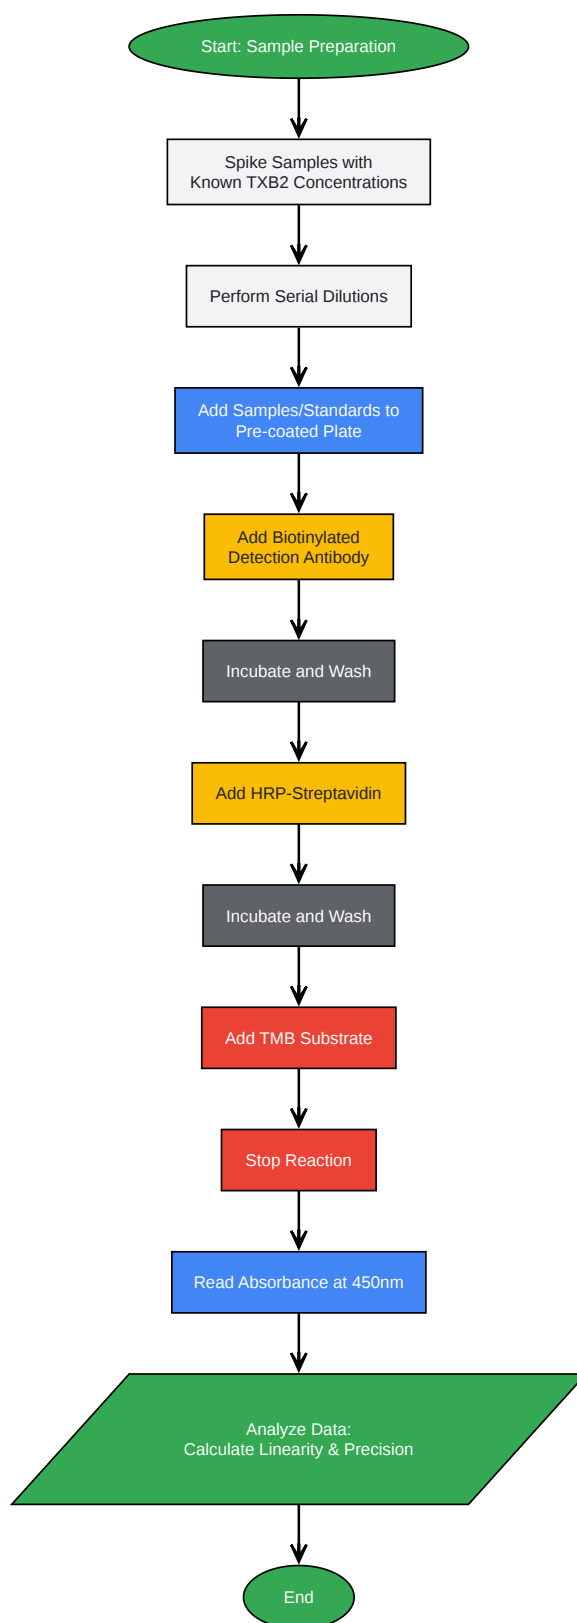 Start: Sample Preparation
Spike Samples with
Known TXB2 Concentrations
Perform Serial Dilutions
Add Samples/Standards to
Pre-coated Plate
Add Biotinylated
Detection Antibody
Incubate and Wash
Add HRP-Streptavidin
Incubate and Wash
Add TMB Substrate
Stop Reaction
Read Absorbance at 450nm
Analyze Data:
Calculate Linearity & Precision
End